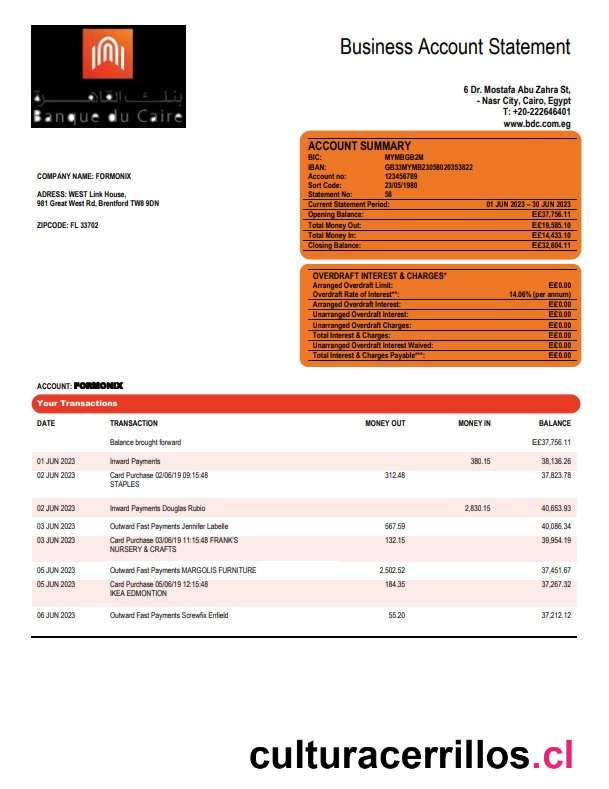 بنك القاهرة
Banque du Caire
Business Account Statement
6 Dr. Mostafa Abu Zahra St,
- Nasr City, Cairo, Egypt
T: +20-222646401
www.bdc.com.eg
COMPANY NAME: FORMONIX
ADRESS: WEST Link House,
981 Great West Rd, Brentford TW8 9DN
ZIPCODE: FL 33702
ACCOUNT SUMMARY
BIC: MYMBGB2M
IBAN: GB33MYMB23058020353822
Account no: 123456789
Sort Code: 23/05/1980
Statement No: 58
Current Statement Period: 01 JUN 2023 – 30 JUN 2023
Opening Balance: E£37,756.11
Total Money Out: E£19,585.10
Total Money In: E£14,433.10
Closing Balance: E£32,604.11
OVERDRAFT INTEREST & CHARGES*
Arranged Overdraft Limit: E£0.00
Overdraft Rate of Interest**: 14.06% (per annum)
Arranged Overdraft Interest: E£0.00
Unarranged Overdraft Interest: E£0.00
Unarranged Overdraft Charges: E£0.00
Total Interest & Charges: E£0.00
Unarranged Overdraft Interest Waived: E£0.00
Total Interest & Charges Payable***: E£0.00
ACCOUNT: FORMONIX
Your Transactions
DATE TRANSACTION MONEY OUT MONEY IN BALANCE
Balance brought forward E£37,756.11
01 JUN 2023 Inward Payments 380.15 38,136.26
02 JUN 2023 Card Purchase 02/06/19 09:15:48 312.48 37,823.78
STAPLES
02 JUN 2023 Inward Payments Douglas Rubio 2,830.15 40,653.93
03 JUN 2023 Outward Fast Payments Jennifer Labelle 567.59 40,086.34
03 JUN 2023 Card Purchase 03/06/19 11:15:48 FRANK'S 132.15 39,954.19
NURSERY & CRAFTS
05 JUN 2023 Outward Fast Payments MARGOLIS FURNITURE 2,502.52 37,451.67
05 JUN 2023 Card Purchase 05/06/19 12:15:48 184.35 37,267.32
IKEA EDMONTION
06 JUN 2023 Outward Fast Payments Screwfix Enfield 55.20 37,212.12
culturacerrillos.cl